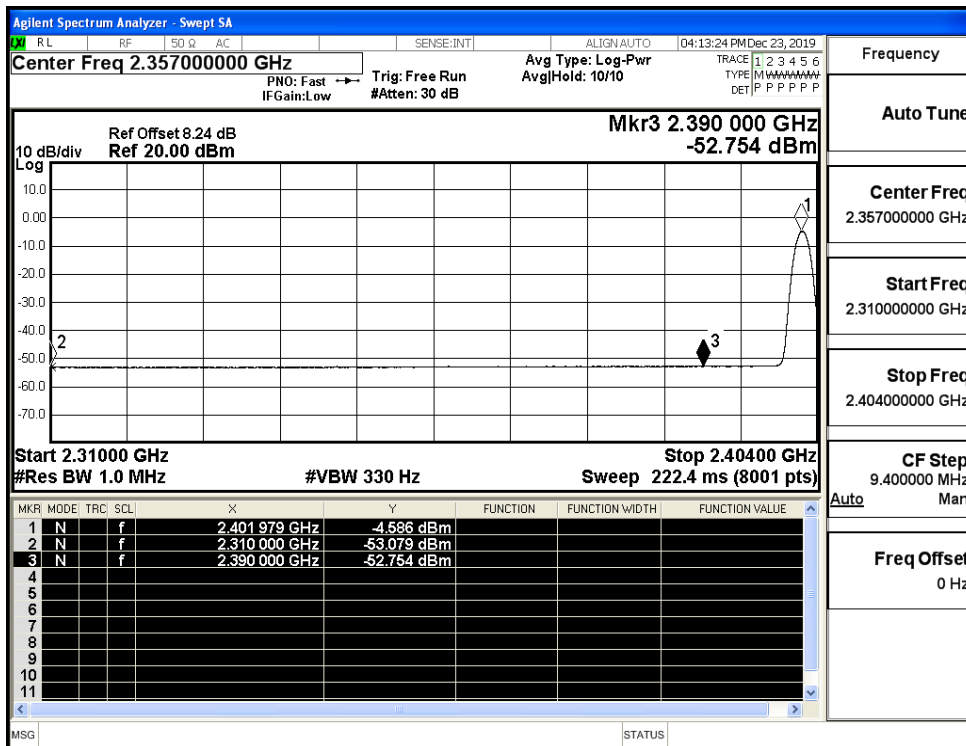 Agilent Spectrum Analyzer - Swept SA
LXI RL RF 50 Ω AC SENSE:INT ALIGN AUTO 04:13:24 PM Dec 23, 2019
Center Freq 2.357000000 GHz
PNO: Fast
IFGain:Low
Trig: Free Run
#Atten: 30 dB
Avg Type: Log-Pwr
Avg|Hold: 10/10
TRACE 1 2 3 4 5 6
TYPE M WWWWW
DET P P P P P P
Ref Offset 8.24 dB
10 dB/div Ref 20.00 dBm
Log
Mkr3 2.390 000 GHz
-52.754 dBm
10.0
0.00
-10.0
-20.0
-30.0
-40.0
-50.0
-60.0
-70.0
1
2
3
Start 2.31000 GHz Stop 2.40400 GHz
#Res BW 1.0 MHz #VBW 330 Hz Sweep 222.4 ms (8001 pts)
MKR MODE TRC SCL X Y FUNCTION FUNCTION WIDTH FUNCTION VALUE
1 N f 2.401 979 GHz -4.586 dBm
2 N f 2.310 000 GHz -53.079 dBm
3 N f 2.390 000 GHz -52.754 dBm
4
5
6
7
8
9
10
11
MSG STATUS
Frequency
Auto Tune
Center Freq
2.357000000 GHz
Start Freq
2.310000000 GHz
Stop Freq
2.404000000 GHz
CF Step
9.400000 MHz
Auto Man
Freq Offset
0 Hz